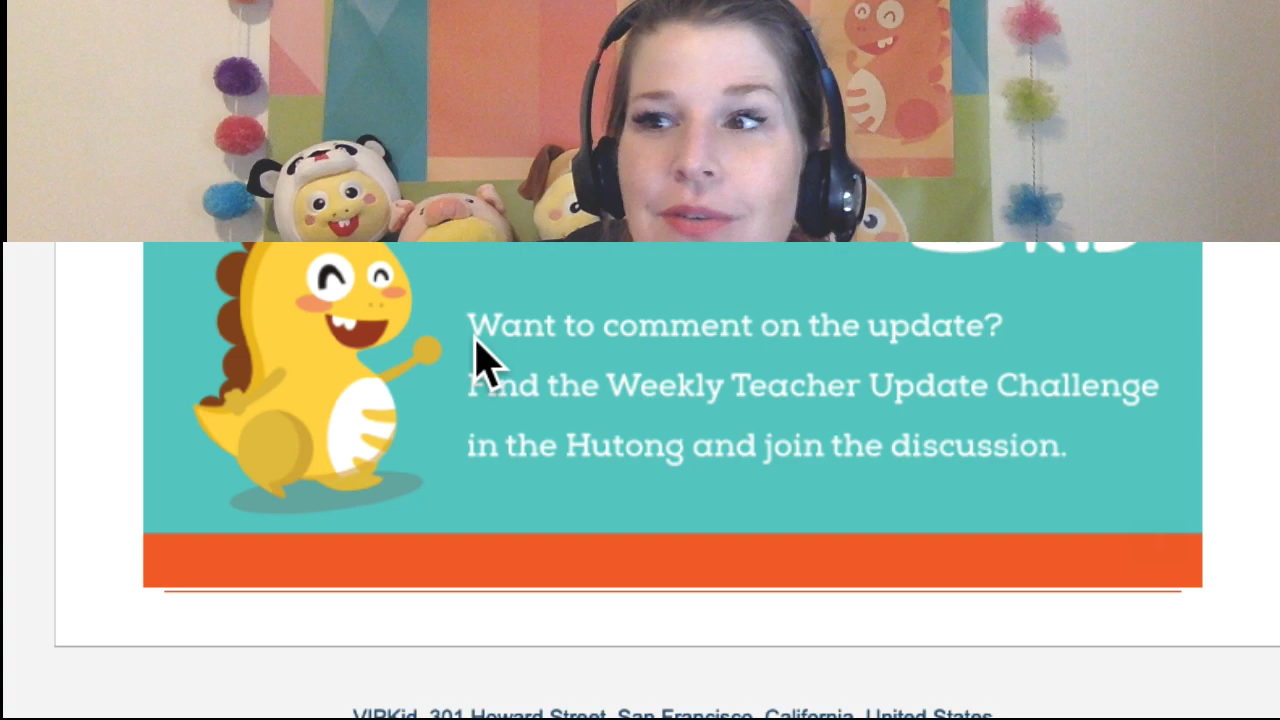 KID
Want to comment on the update?
Find the Weekly Teacher Update Challenge
in the Hutong and join the discussion.
VIPKid, 301 Howard Street, San Francisco, California, United States